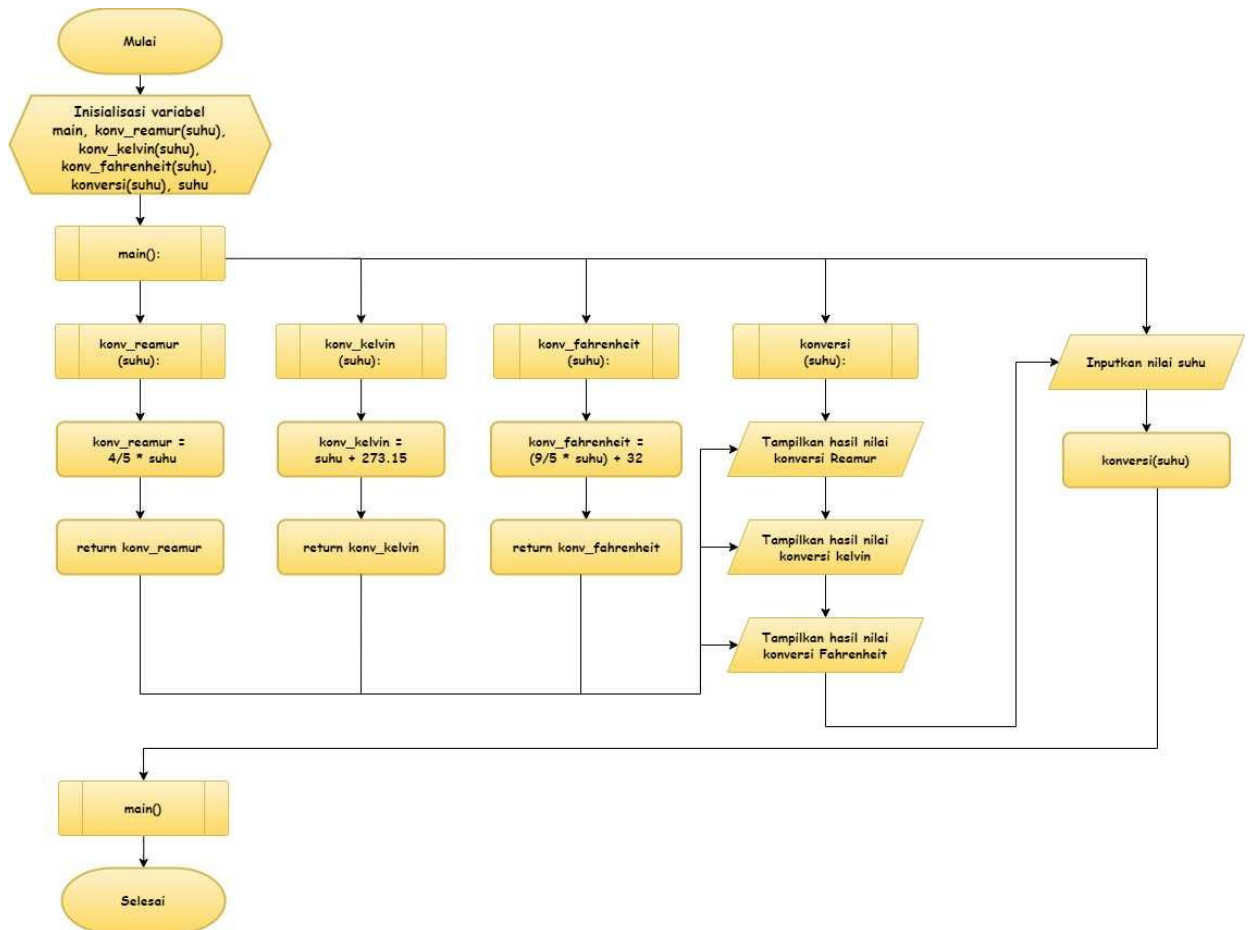 Mulai
Inisialisasi variabel
main, konv_reamur(suhu),
konv_kelvin(suhu),
konv_fahrenheit(suhu),
konversi(suhu), suhu
main():
konv_reamur
(suhu):
konv_kelvin
(suhu):
konv_fahrenheit
(suhu):
konversi
(suhu):
Inputkan nilai suhu
konv_reamur =
4/5 * suhu
konv_kelvin =
suhu + 273.15
konv_fahrenheit =
(9/5 * suhu) + 32
Tampilkan hasil nilai
konversi Reamur
konversi(suhu)
return konv_reamur
return konv_kelvin
return konv_fahrenheit
Tampilkan hasil nilai
konversi kelvin
Tampilkan hasil nilai
konversi Fahrenheit
main()
Selesai